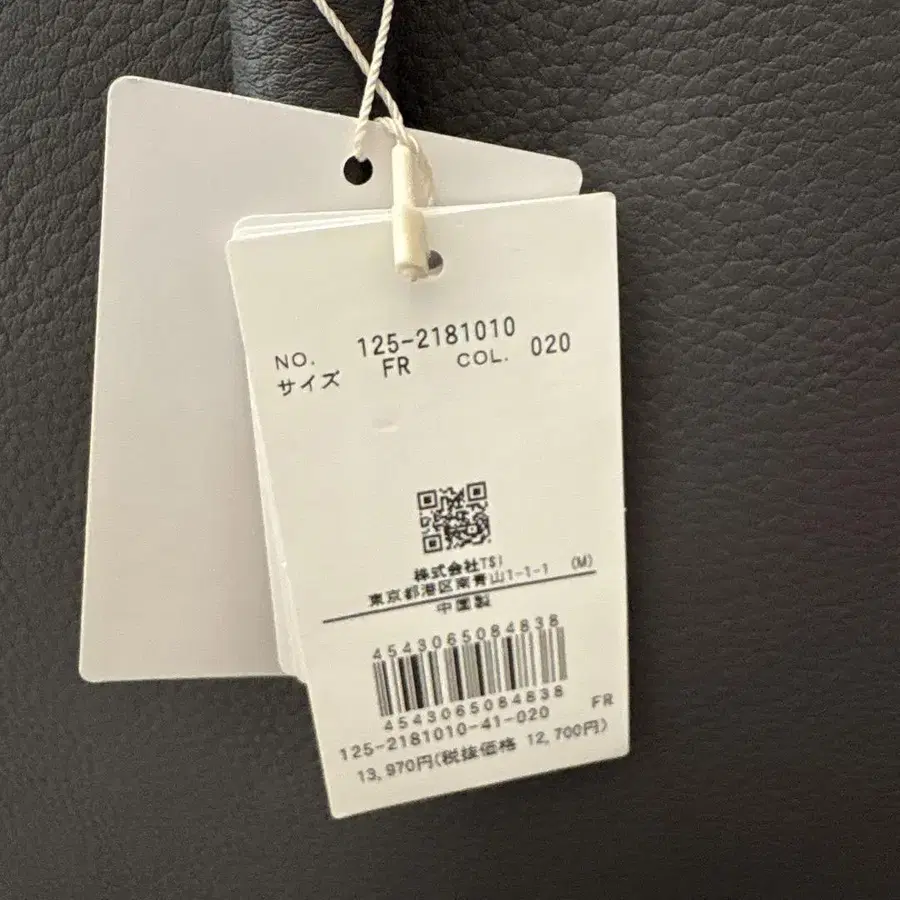 NO. 125-2181010
サイズ FR COL. 020
株式会社TSI
東京都港区南青山1-1-1 (M)
中国製
4543065084838
4543065084838
125-2181010-41-020 FR
13,970円(税抜価格 12,700円)